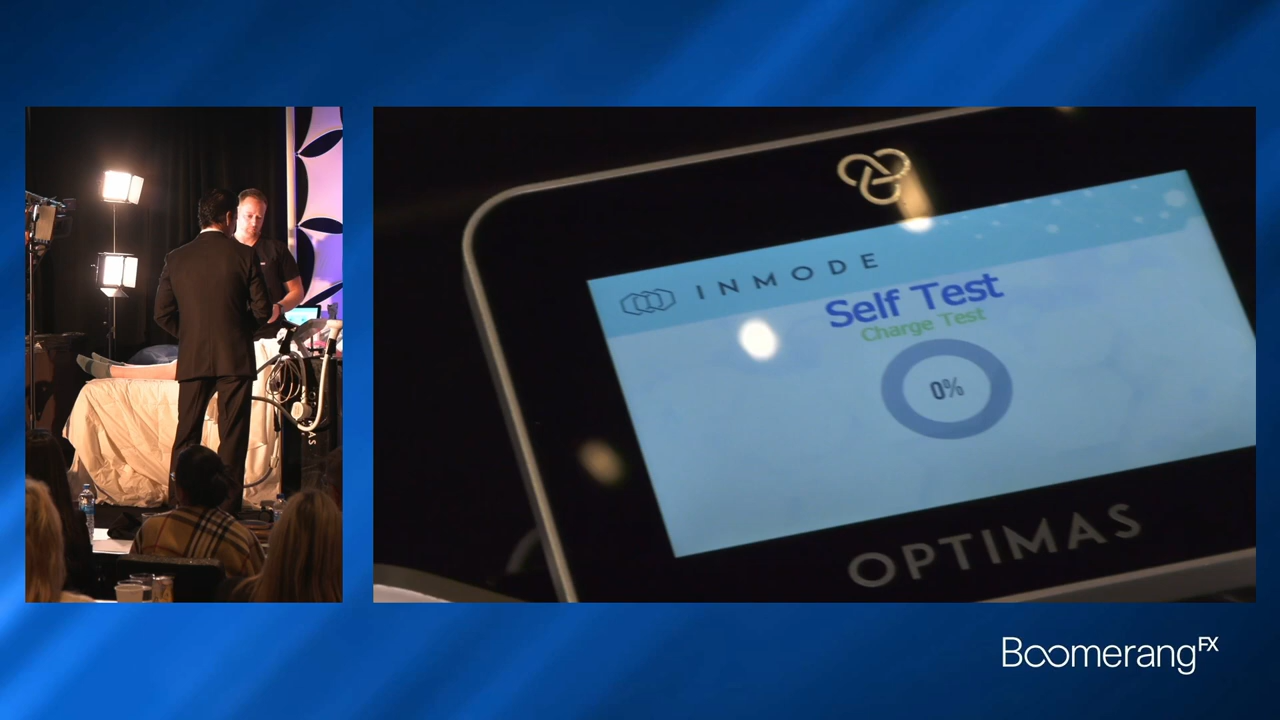 INMODE
Self Test
Charge Test
0%
OPTIMAS
BoomerangFX